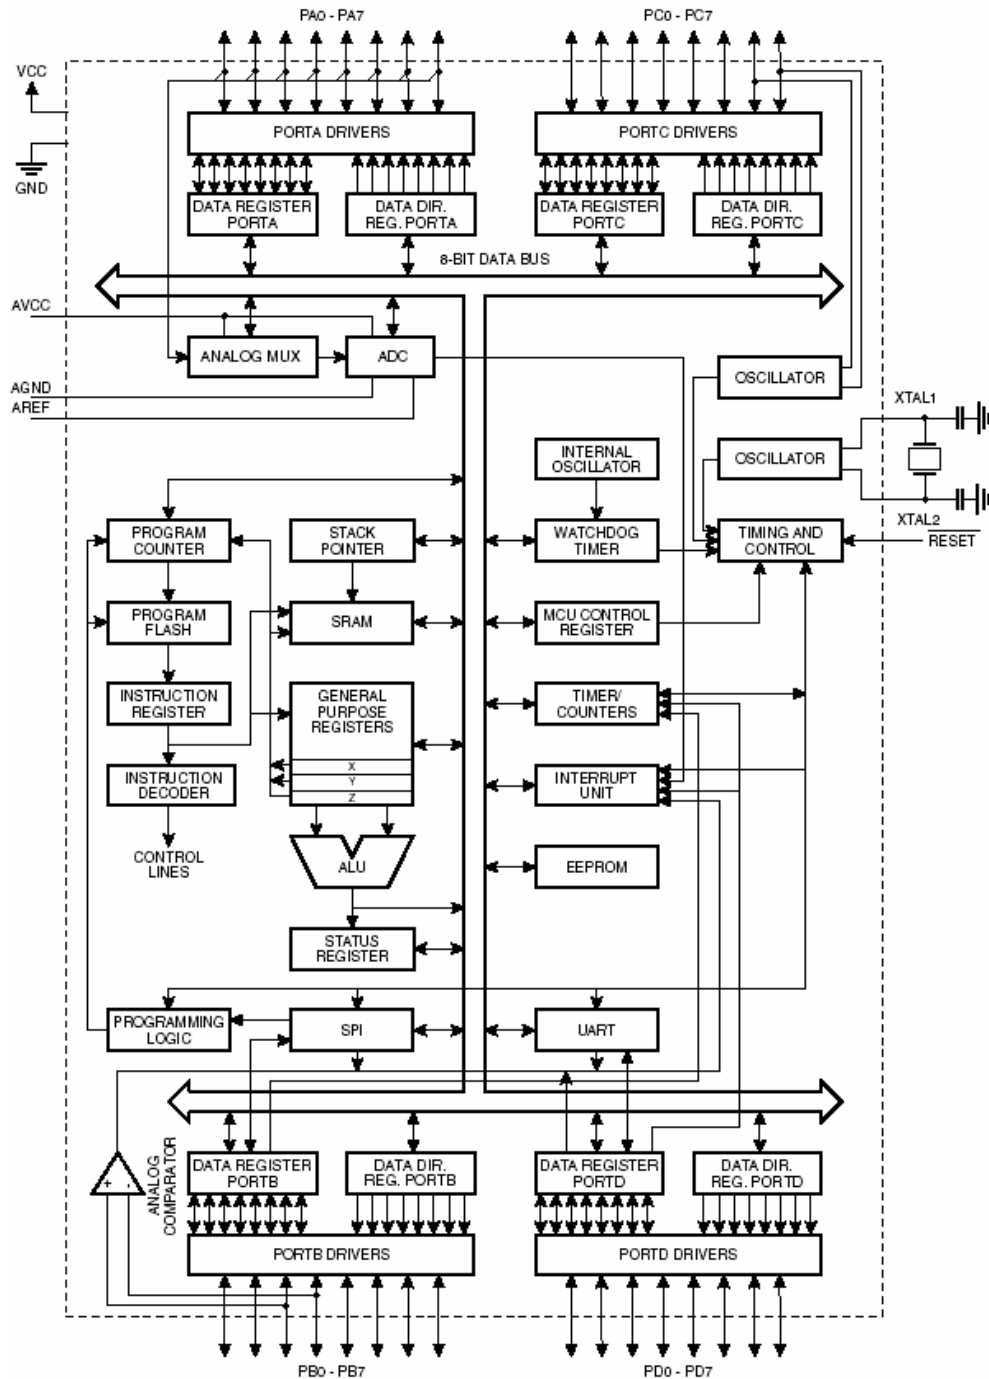 PA0 - PA7
PC0 - PC7
VCC
GND
PORTA DRIVERS
PORTC DRIVERS
DATA REGISTER
PORTA
DATA DIR.
REG. PORTA
DATA REGISTER
PORTC
DATA DIR.
REG. PORTC
8-BIT DATA BUS
AVCC
ANALOG MUX
ADC
AGND
AREF
OSCILLATOR
XTAL1
INTERNAL
OSCILLATOR
OSCILLATOR
XTAL2
RESET
PROGRAM
COUNTER
STACK
POINTER
WATCHDOG
TIMER
TIMING AND
CONTROL
PROGRAM
FLASH
SRAM
MCU CONTROL
REGISTER
INSTRUCTION
REGISTER
GENERAL
PURPOSE
REGISTERS
X
Y
Z
TIMER/
COUNTERS
INSTRUCTION
DECODER
INTERRUPT
UNIT
CONTROL
LINES
ALU
EEPROM
STATUS
REGISTER
PROGRAMMING
LOGIC
SPI
UART
ANALOG
COMPARATOR
+
-
DATA REGISTER
PORTB
DATA DIR.
REG. PORTB
DATA REGISTER
PORTD
DATA DIR.
REG. PORTD
PORTB DRIVERS
PORTD DRIVERS
PB0 - PB7
PD0 - PD7